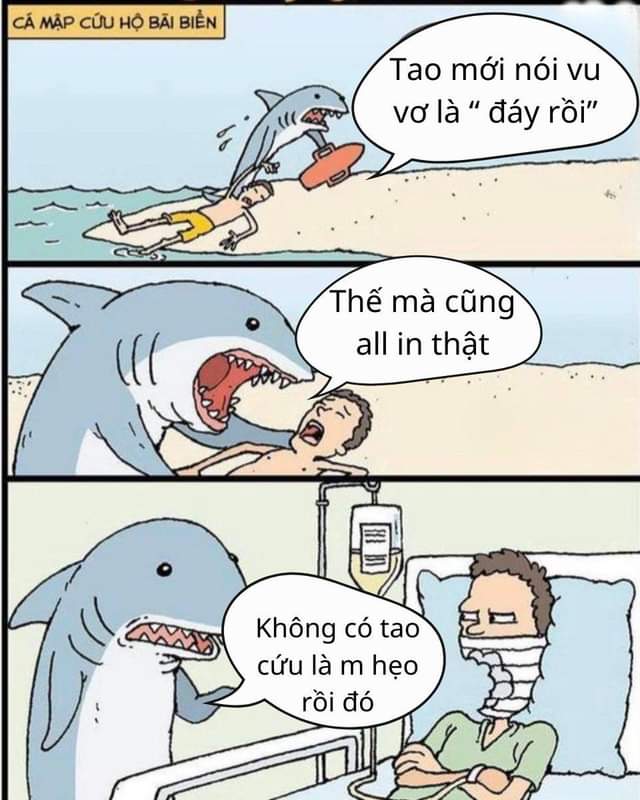 CÁ MẬP CỨU HỘ BÃI BIỂN
Tao mới nói vu
vơ là “ đáy rồi”
Thế mà cũng
all in thật
Không có tao
cứu là m hẹo
rồi đó